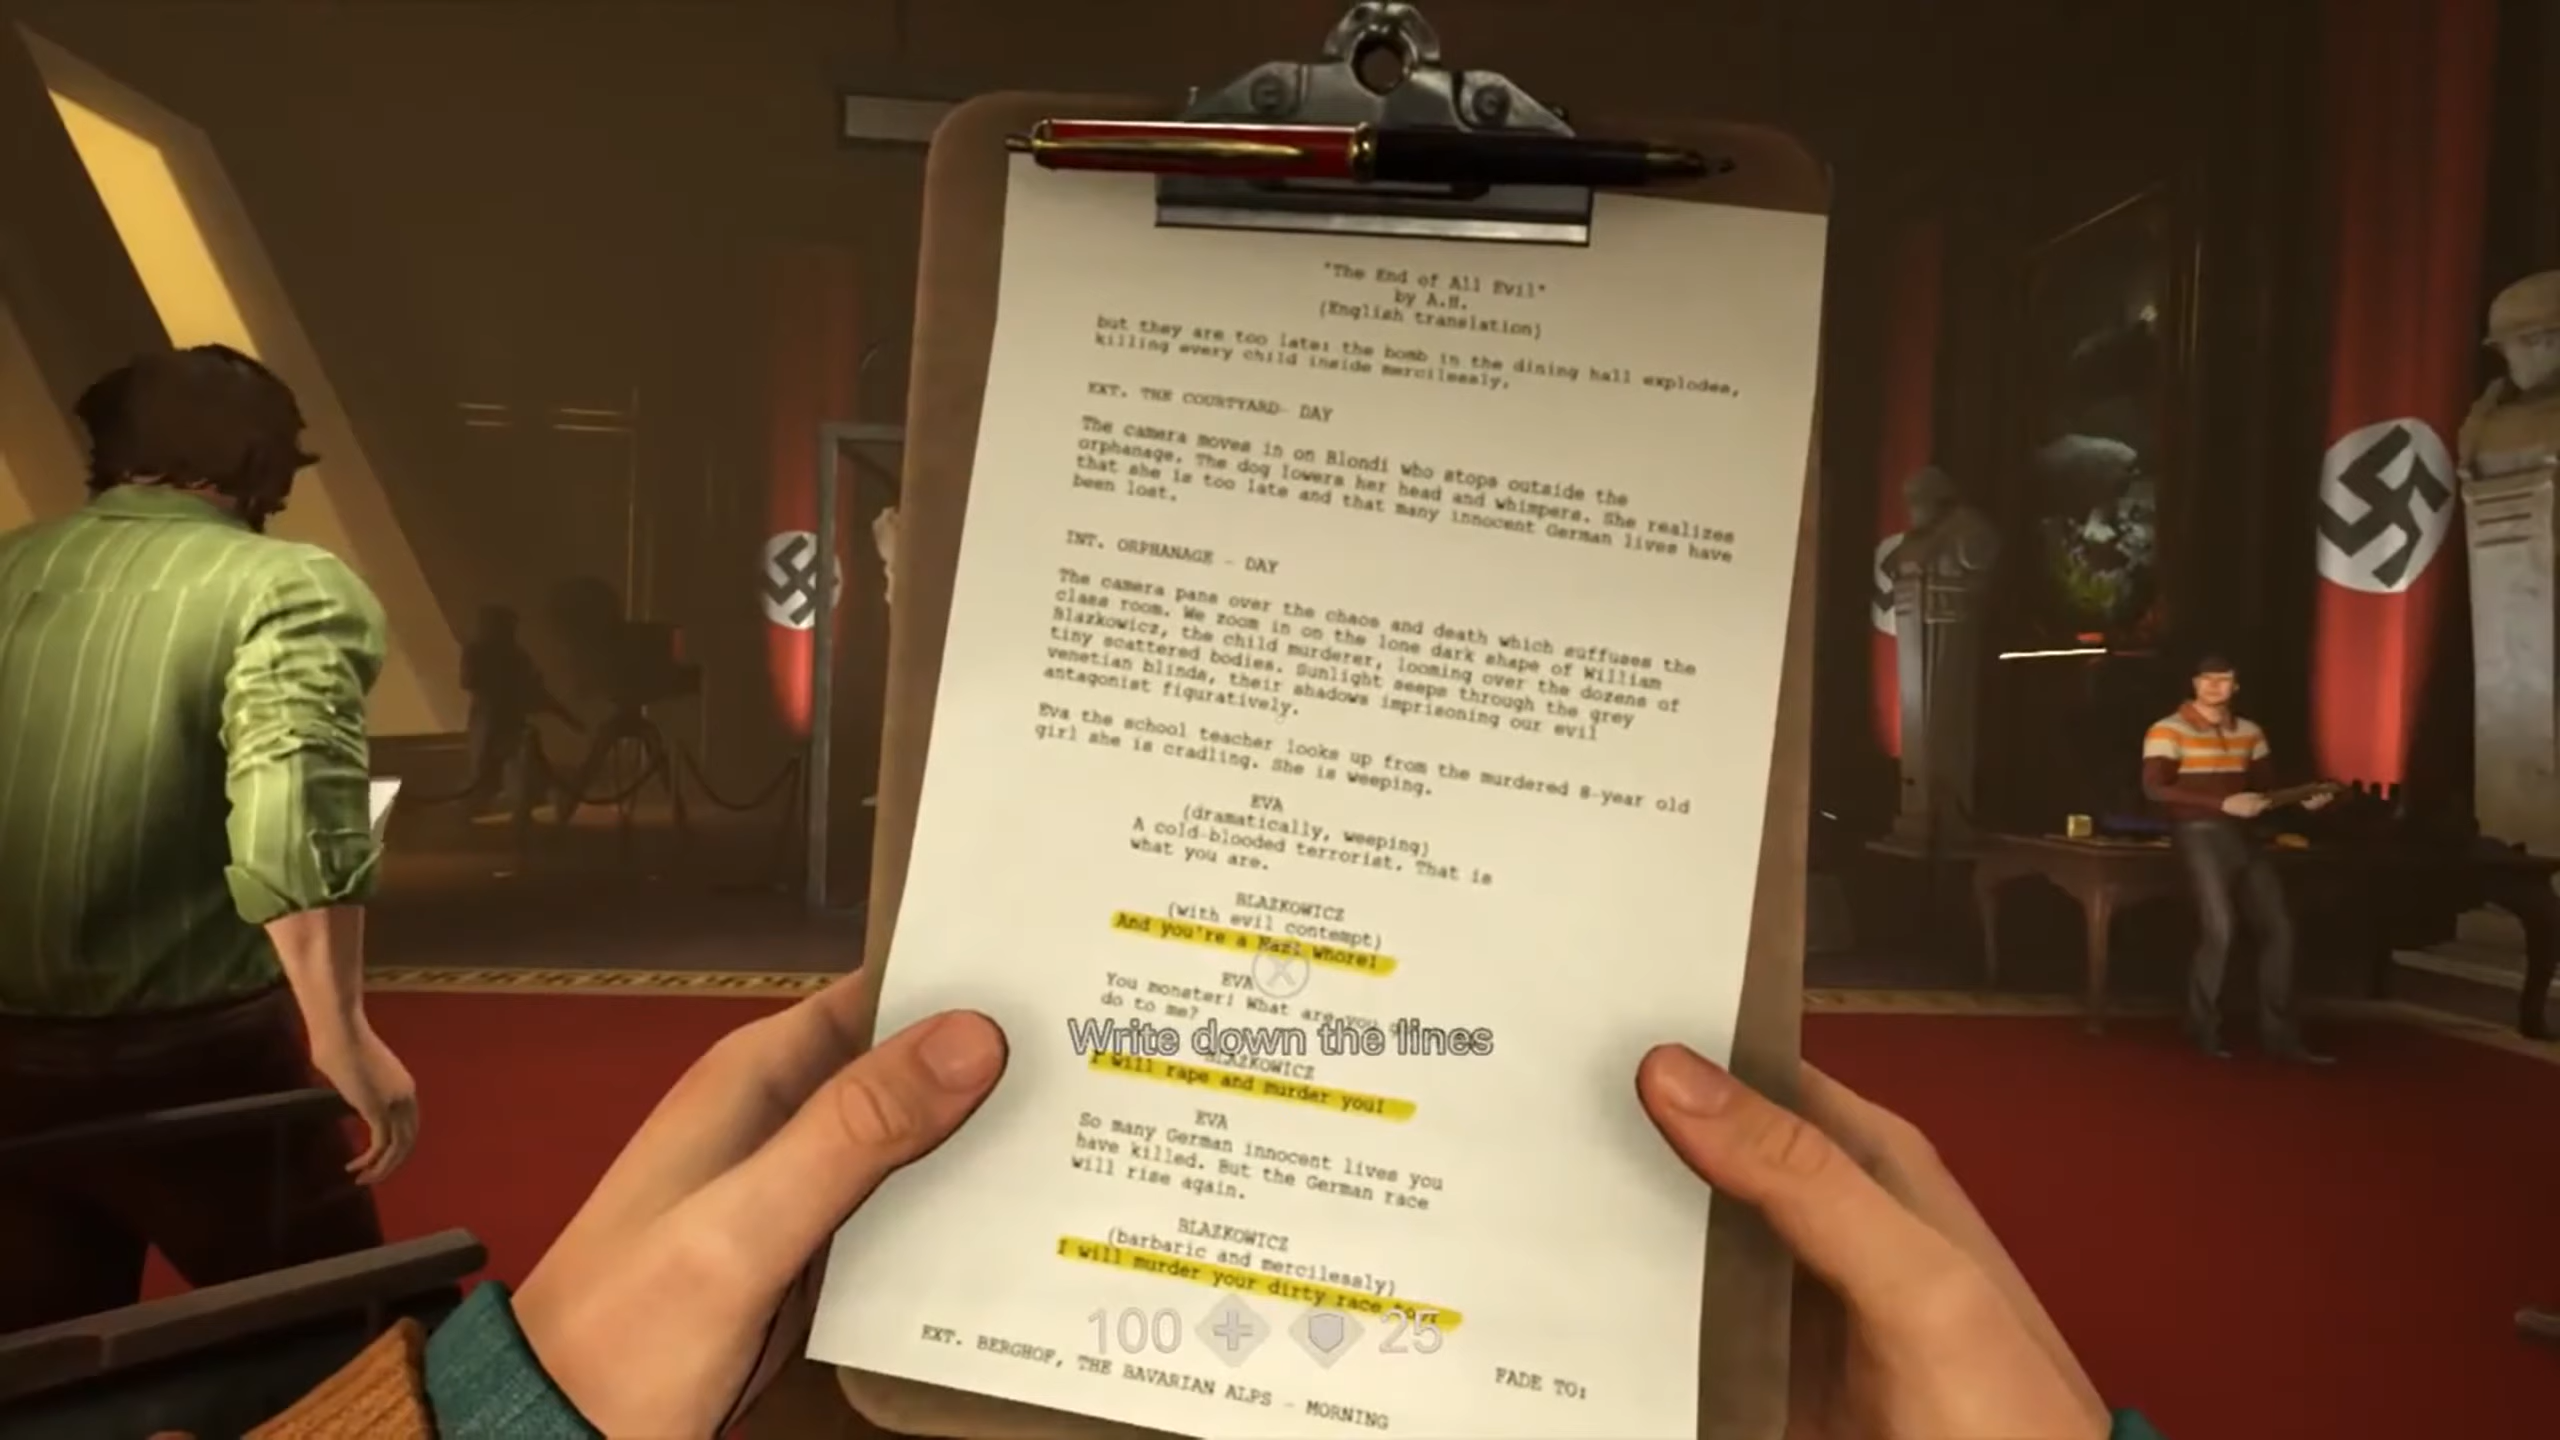 "The End of All Evil"
by A.H.
(English translation)
but they are too late: the bomb in the dining hall explodes,
killing every child inside mercilessly.
EXT. THE COURTYARD- DAY
The camera moves in on Blondi who stops outside the
orphanage. The dog lowers her head and whimpers. She realizes
that she is too late and that many innocent German lives have
been lost.
INT. ORPHANAGE - DAY
The camera pans over the chaos and death which suffuses the
class room. We zoom in on the lone dark shape of William
Blazkowicz, the child murderer, looming over the dozens of
tiny scattered bodies. Sunlight seeps through the grey
venetian blinds, their shadows imprisoning our evil
antagonist figuratively.
Eva the school teacher looks up from the murdered 8-year old
girl she is cradling. She is weeping.
EVA
(dramatically, weeping)
A cold-blooded terrorist. That is
what you are.
BLAZKOWICZ
(with evil contempt)
And you're a Nazi whore!
EVA
You monster! What are you
do to me?
Write down the lines
BLAZKOWICZ
I will rape and murder you!
EVA
So many German innocent lives you
have killed. But the German race
will rise again.
BLAZKOWICZ
(barbaric and mercilessly)
I will murder your dirty race
100 25
FADE TO:
EXT. BERGHOF, THE BAVARIAN ALPS - MORNING